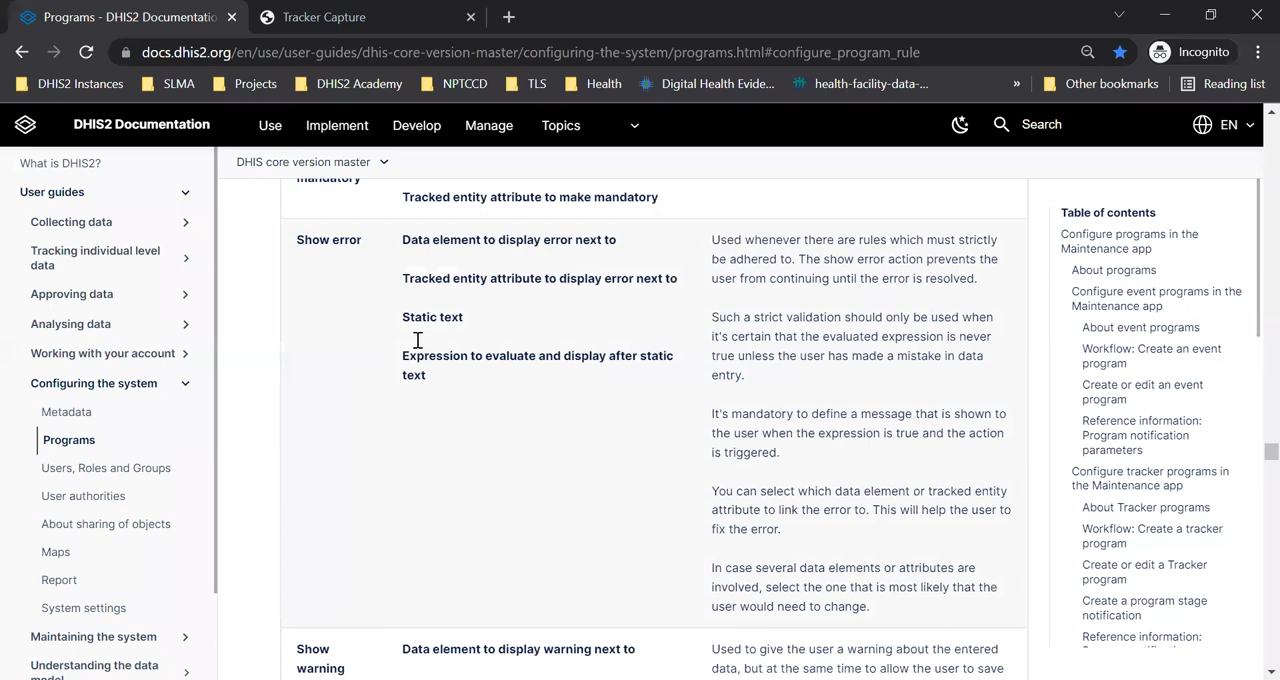 Programs - DHIS2 Documentatio
Tracker Capture
docs.dhis2.org/en/use/user-guides/dhis-core-version-master/configuring-the-system/programs.html#configure_program_rule
Incognito
DHIS2 Instances
SLMA
Projects
DHIS2 Academy
NPTCCD
TLS
Health
Digital Health Evide...
health-facility-data-...
»
Other bookmarks
Reading list
DHIS2 Documentation
Use
Implement
Develop
Manage
Topics
Search
EN
What is DHIS2?
User guides
Collecting data
Tracking individual level
data
Approving data
Analysing data
Working with your account
Configuring the system
Metadata
Programs
Users, Roles and Groups
User authorities
About sharing of objects
Maps
Report
System settings
Maintaining the system
Understanding the data
model
DHIS core version master
mandatory
Tracked entity attribute to make mandatory
Show error
Data element to display error next to
Tracked entity attribute to display error next to
Static text
Expression to evaluate and display after static
text
Used whenever there are rules which must strictly
be adhered to. The show error action prevents the
user from continuing until the error is resolved.
Such a strict validation should only be used when
it's certain that the evaluated expression is never
true unless the user has made a mistake in data
entry.
It's mandatory to define a message that is shown to
the user when the expression is true and the action
is triggered.
You can select which data element or tracked entity
attribute to link the error to. This will help the user to
fix the error.
In case several data elements or attributes are
involved, select the one that is most likely that the
user would need to change.
Show
warning
Data element to display warning next to
Used to give the user a warning about the entered
data, but at the same time to allow the user to save
Table of contents
Configure programs in the
Maintenance app
About programs
Configure event programs in the
Maintenance app
About event programs
Workflow: Create an event
program
Create or edit an event
program
Reference information:
Program notification
parameters
Configure tracker programs in
the Maintenance app
About Tracker programs
Workflow: Create a tracker
program
Create or edit a Tracker
program
Create a program stage
notification
Reference information: